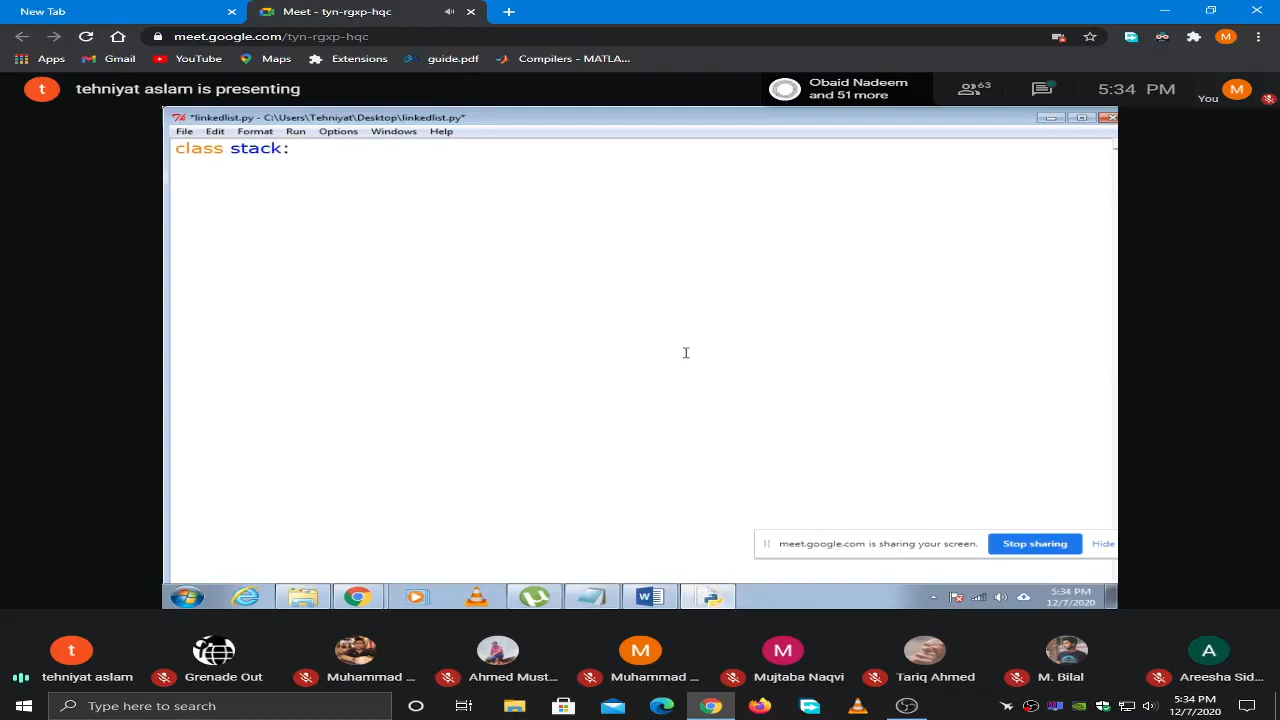 New Tab
Meet - tyn-rgxp-hqc
meet.google.com/tyn-rgxp-hqc
M
Apps
Gmail
YouTube
Maps
Extensions
guide.pdf
Compilers - MATLA...
t
tehniyat aslam is presenting
Obaid Nadeem
and 51 more
63
5:34 PM
You
M
*linkedlist.py - C:\Users\Tehniyat\Desktop\linkedlist.py*
File Edit Format Run Options Windows Help
class stack:
meet.google.com is sharing your screen.
Stop sharing
Hide
5:34 PM
12/7/2020
t
M
M
A
tehniyat aslam
Grenade Out
Muhammad ...
Ahmed Must...
Muhammad ...
Mujtaba Naqvi
Tariq Ahmed
M. Bilal
Areesha Sid...
Type here to search
5:34 PM
12/7/2020